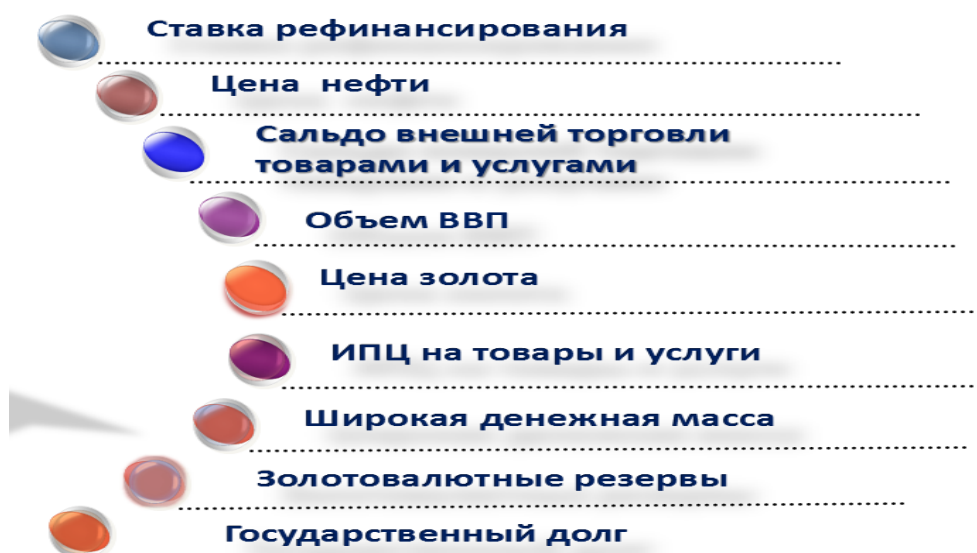 Ставка рефинансирования
Цена нефти
Сальдо внешней торговли
товарами и услугами
Объем ВВП
Цена золота
ИПЦ на товары и услуги
Широкая денежная масса
Золотовалютные резервы
Государственный долг